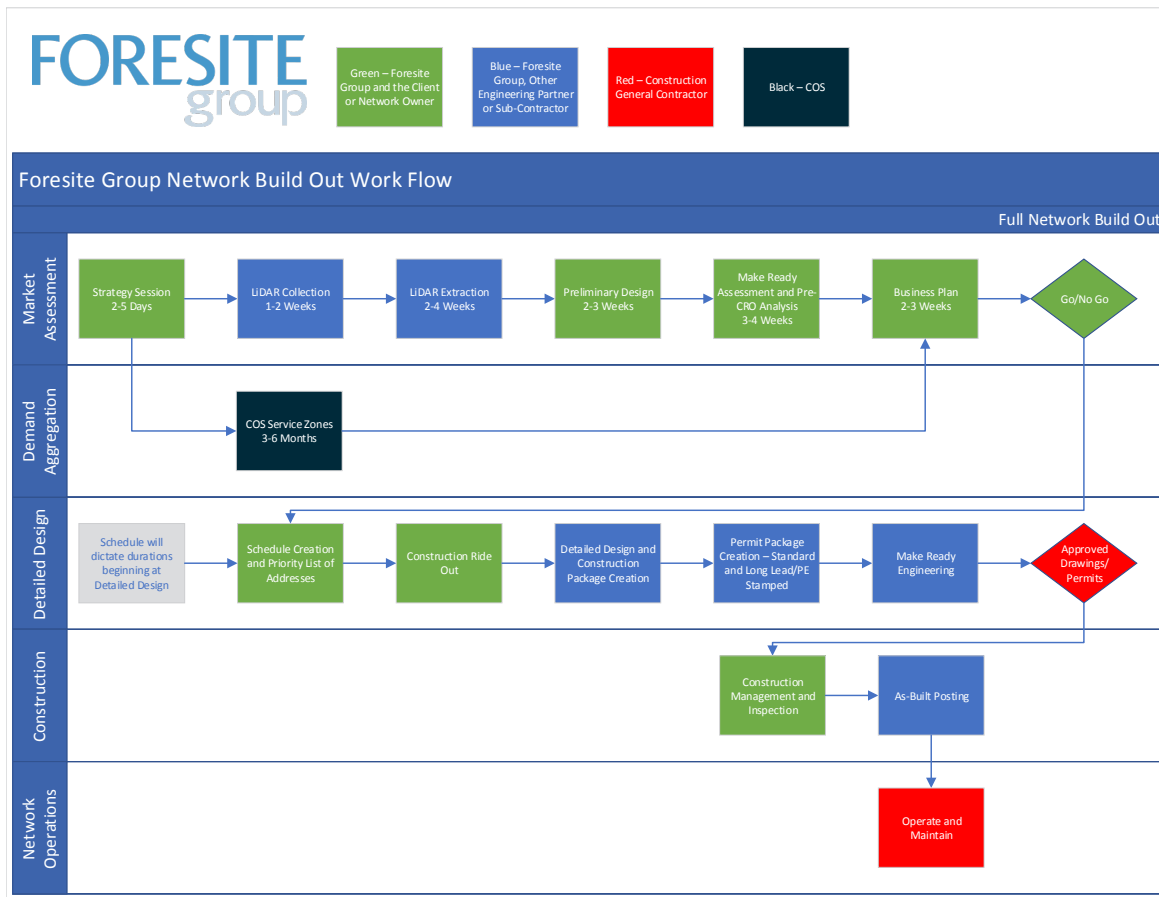 FORESITE
group
Green – Foresite
Group and the Client
or Network Owner
Blue – Foresite
Group, Other
Engineering Partner
or Sub-Contractor
Red – Construction
General Contractor
Black – COS
Foresite Group Network Build Out Work Flow
Full Network Build Out
Market
Assessment
Strategy Session
2-5 Days
LiDAR Collection
1-2 Weeks
LiDAR Extraction
2-4 Weeks
Preliminary Design
2-3 Weeks
Make Ready
Assessment and Pre-
CRO Analysis
3-4 Weeks
Business Plan
2-3 Weeks
Go/No Go
Demand
Aggregation
COS Service Zones
3-6 Months
Detailed Design
Schedule will
dictate durations
beginning at
Detailed Design
Schedule Creation
and Priority List of
Addresses
Construction Ride
Out
Detailed Design and
Construction
Package Creation
Permit Package
Creation – Standard
and Long Lead/PE
Stamped
Make Ready
Engineering
Approved
Drawings/
Permits
Construction
Construction
Management and
Inspection
As-Built Posting
Network
Operations
Operate and
Maintain